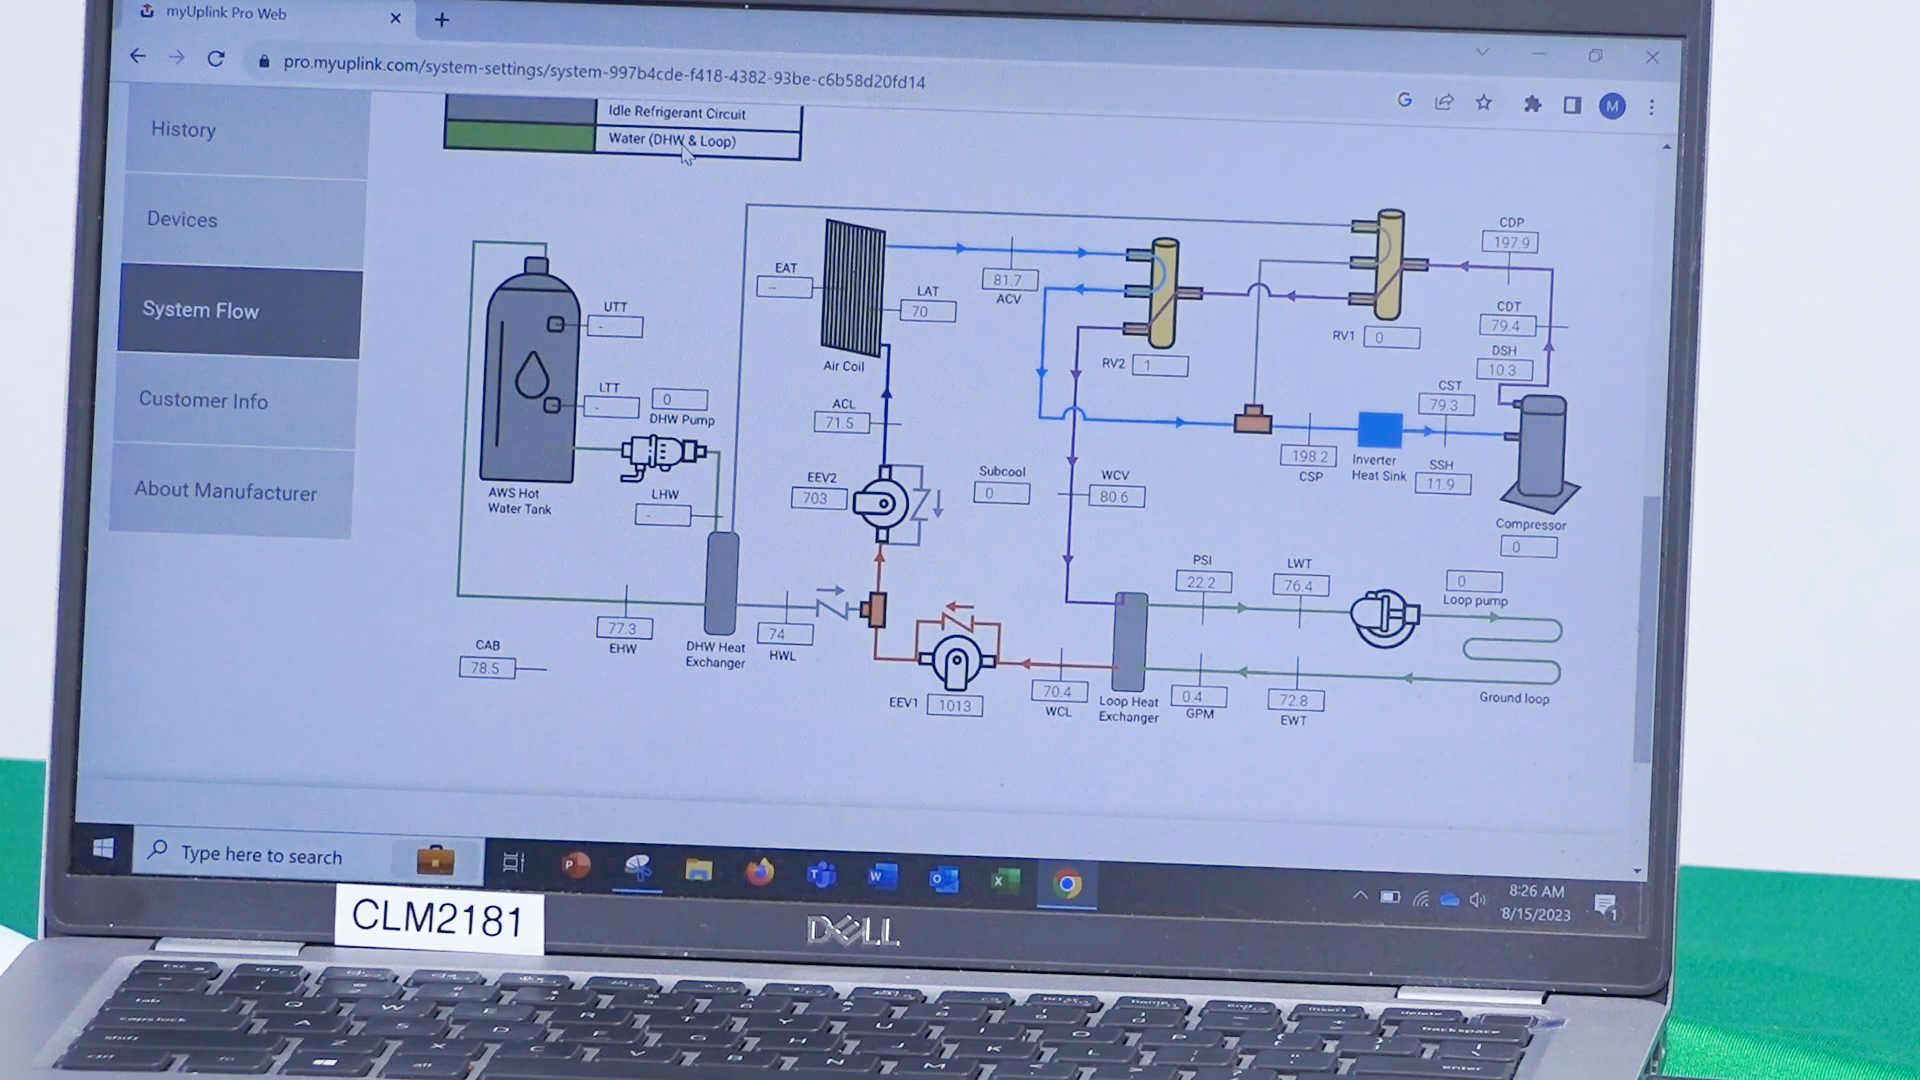 myUplink Pro Web
pro.myuplink.com/system-settings/system-997b4cde-f418-4382-93be-c6b58d20fd14
G
M
History
Devices
System Flow
Customer Info
About Manufacturer
Idle Refrigerant Circuit
Water (DHW & Loop)
UTT
-
LTT
-
0
DHW Pump
AWS Hot
Water Tank
LHW
-
77.3
EHW
CAB
78.5
DHW Heat
Exchanger
74
HWL
EAT
-
LAT
70
Air Coil
ACL
71.5
EEV2
703
81.7
ACV
Subcool
0
EEV1
1013
RV2
1
RV1
0
WCV
80.6
70.4
WCL
Loop Heat
Exchanger
CDP
197.9
CDT
79.4
DSH
10.3
CST
79.3
198.2
CSP
Inverter
Heat Sink
SSH
11.9
Compressor
0
PSI
22.2
LWT
76.4
0
Loop pump
0.4
GPM
72.8
EWT
Ground loop
Type here to search
8:26 AM
8/15/2023
1
CLM2181
DELL